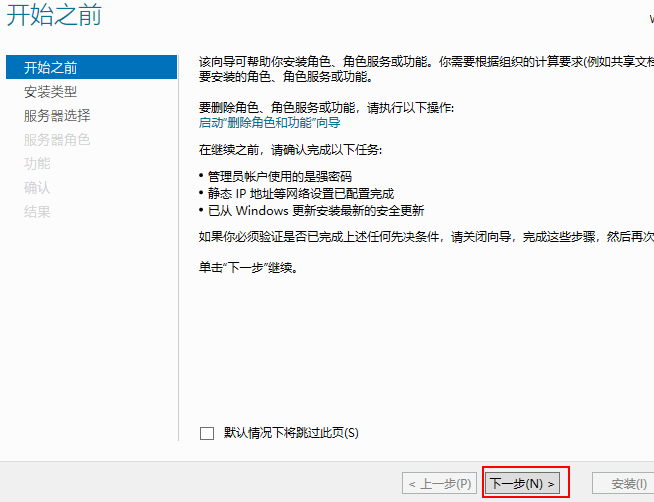 开始之前
开始之前
安装类型
服务器选择
服务器角色
功能
确认
结果
该向导可帮助你安装角色、角色服务或功能。你需要根据组织的计算要求(例如共享文档
要安装的角色、角色服务或功能。
要删除角色、角色服务或功能，请执行以下操作:
启动“删除角色和功能”向导
在继续之前，请确认完成以下任务:
• 管理员帐户使用的是强密码
• 静态 IP 地址等网络设置已配置完成
• 已从 Windows 更新安装最新的安全更新
如果你必须验证是否已完成上述任何先决条件，请关闭向导，完成这些步骤，然后再次
单击“下一步”继续。
默认情况下将跳过此页(S)
< 上一步(P)
下一步(N) >
安装(I)